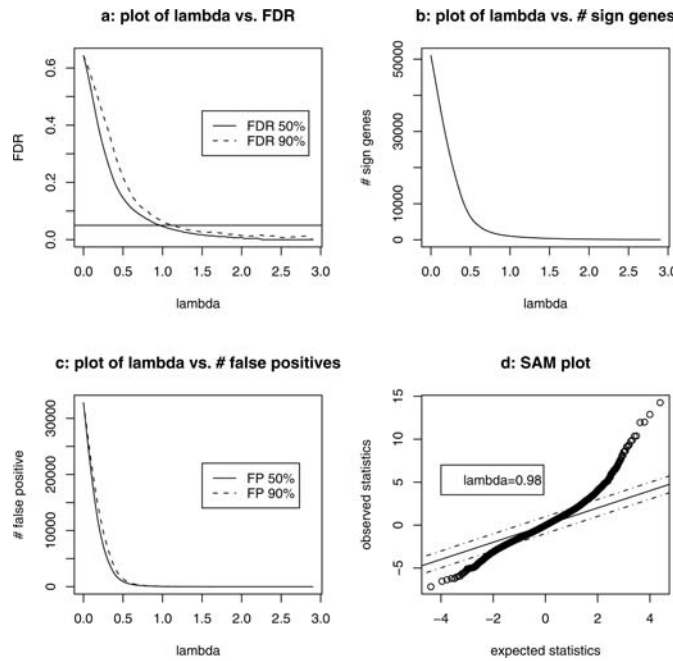 a: plot of lambda vs. FDR
FDR
0.0
0.2
0.4
0.6
FDR 50%
FDR 90%
0.0 0.5 1.0 1.5 2.0 2.5 3.0
lambda
b: plot of lambda vs. # sign genes
# sign genes
0
10000
30000
50000
0.0 0.5 1.0 1.5 2.0 2.5 3.0
lambda
c: plot of lambda vs. # false positives
# false positive
0
10000
20000
30000
FP 50%
FP 90%
0.0 0.5 1.0 1.5 2.0 2.5 3.0
lambda
d: SAM plot
observed statistics
-5
0
5
10
15
lambda=0.98
-4 -2 0 2 4
expected statistics